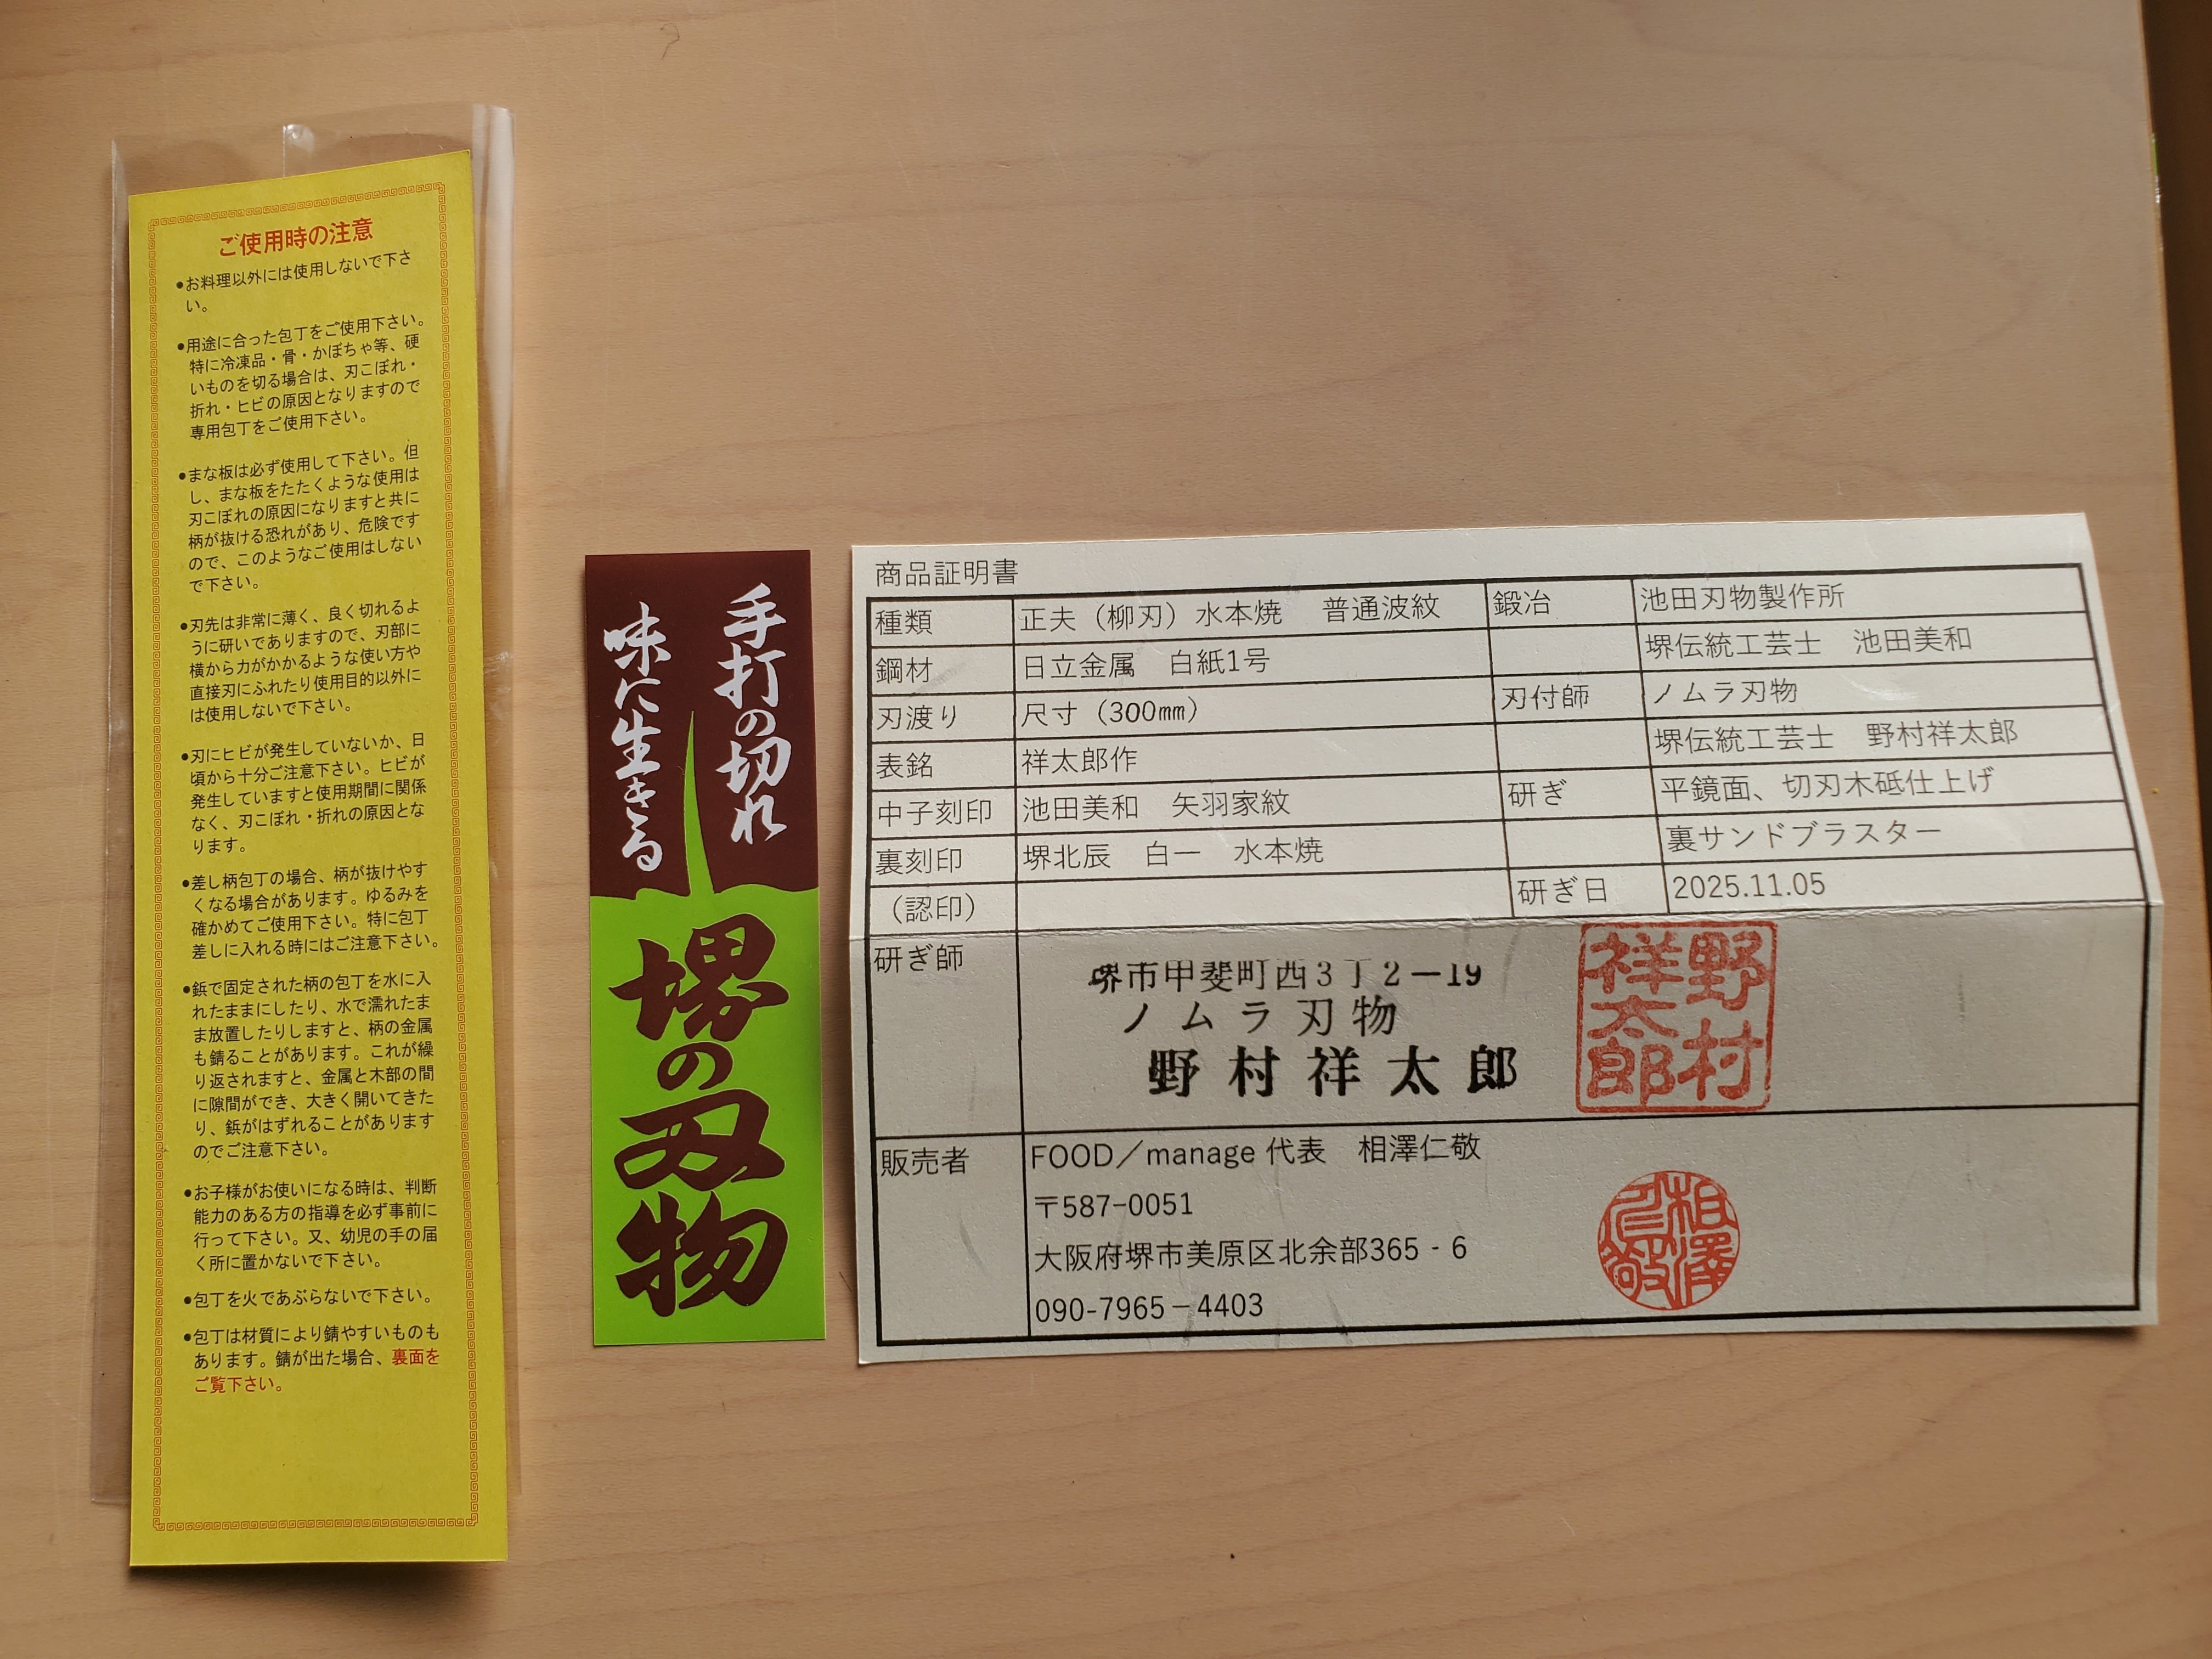 ご使用時の注意
●お料理以外には使用しないで下さ
い。
●用途に合った包丁をご使用下さい。
特に冷凍品・骨・かぼちゃ等、硬
いものを切る場合は、刃こぼれ・
折れ・ヒビの原因となりますので
専用包丁をご使用下さい。
●まな板は必ず使用して下さい。但
し、まな板をたたくような使用は
刃こぼれの原因になりますと共に
柄が抜ける恐れがあり、危険です
ので、このようなご使用はしない
で下さい。
●刃先は非常に薄く、良く切れるよ
うに研いでありますので、刃部に
横から力がかかるような使い方や
直接刃にふれたり使用目的以外に
は使用しないで下さい。
●刃にヒビが発生していないか、日
頃から十分ご注意下さい。ヒビが
発生していますと使用期間に関係
なく、刃こぼれ・折れの原因とな
ります。
●差し柄包丁の場合、柄が抜けやす
くなる場合があります。ゆるみを
確かめてご使用下さい。特に包丁
差しに入れる時にはご注意下さい。
●鋲で固定された柄の包丁を水に入
れたままにしたり、水で濡れたま
ま放置したりしますと、柄の金属
も錆ることがあります。これが繰
り返されますと、金属と木部の間
に隙間ができ、大きく開いてきた
り、鋲がはずれることがあります
のでご注意下さい。
●お子様がお使いになる時は、判断
能力のある方の指導を必ず事前に
行って下さい。又、幼児の手の届
く所に置かないで下さい。
●包丁を火であぶらないで下さい。
●包丁は材質により錆やすいものも
あります。錆が出た場合、裏面を
ご覧下さい。
手打の切れ
味に生きる
堺の刃物
商品証明書
種類 正夫（柳刃）水本焼　普通波紋 鍛冶 池田刃物製作所
鋼材 日立金属　白紙1号 堺伝統工芸士　池田美和
刃渡り 尺寸（300㎜） 刃付師 ノムラ刃物
表銘 祥太郎作 堺伝統工芸士　野村祥太郎
中子刻印 池田美和　矢羽家紋 研ぎ 平鏡面、切刃木砥仕上げ
裏刻印 堺北辰　白一　水本焼 裏サンドブラスター
（認印） 研ぎ日 2025.11.05
研ぎ師 堺市甲斐町西3丁2－19
ノムラ刃物
野村祥太郎
野村
祥太郎
販売者 FOOD／manage 代表　相澤仁敬
〒587-0051
大阪府堺市美原区北余部365‐6
090-7965－4403
相澤
仁敬